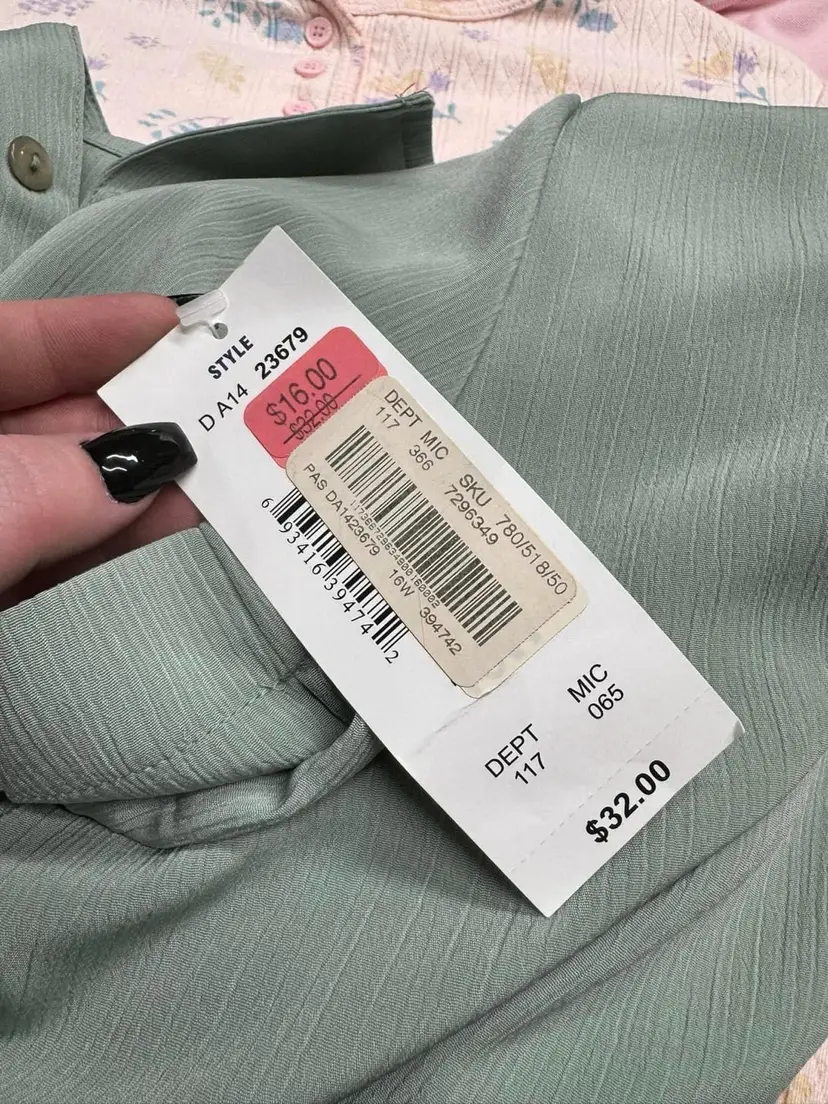 STYLE
D A14 23679
$16.00
$32.00
DEPT MIC SKU 780/518/50
117 366 7296349
PAS DA1423679 16W 394742
6 93416 39474 2
DEPT MIC
117 065
$32.00